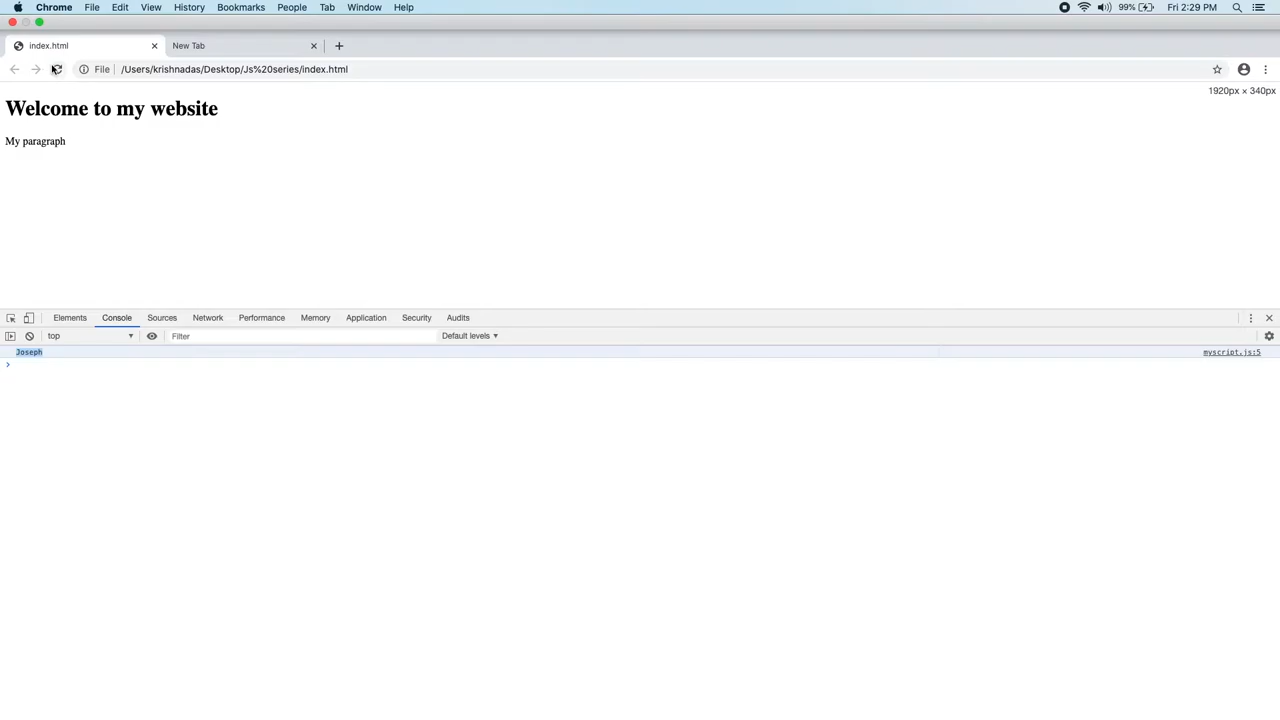 Chrome File Edit View History Bookmarks People Tab Window Help 99% Fri 2:29 PM
index.html New Tab
File /Users/krishnadas/Desktop/Js%20series/index.html
1920px × 340px
Welcome to my website
My paragraph
Elements Console Sources Network Performance Memory Application Security Audits
top Filter Default levels
Joseph myscript.js:5